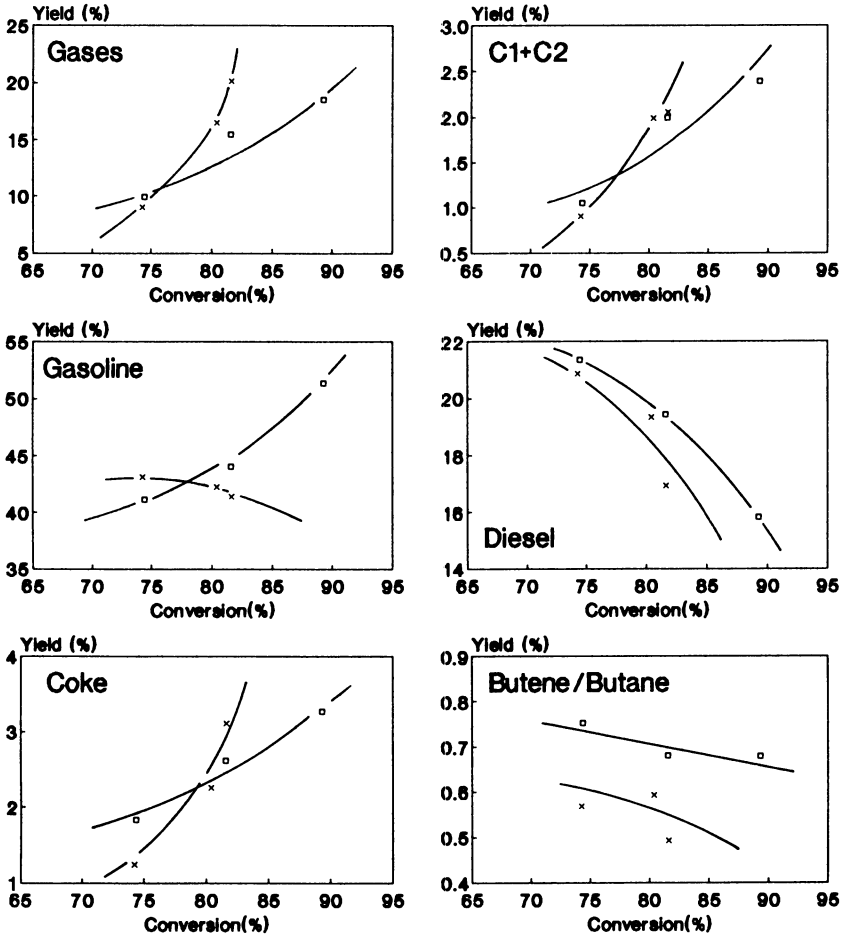 Yield (%)
25
20
15
10
5
Gases
65 70 75 80 85 90 95
Conversion(%)
Yield (%)
3.0
2.5
2.0
1.5
1.0
0.5
C1+C2
65 70 75 80 85 90 95
Conversion(%)
Yield (%)
55
50
45
40
35
Gasoline
65 70 75 80 85 90 95
Conversion(%)
Yield (%)
22
20
18
16
14
Diesel
65 70 75 80 85 90 95
Conversion(%)
Yield (%)
4
3
2
1
Coke
65 70 75 80 85 90 95
Conversion(%)
Yield (%)
0.9
0.8
0.7
0.6
0.5
0.4
Butene/Butane
65 70 75 80 85 90 95
Conversion(%)